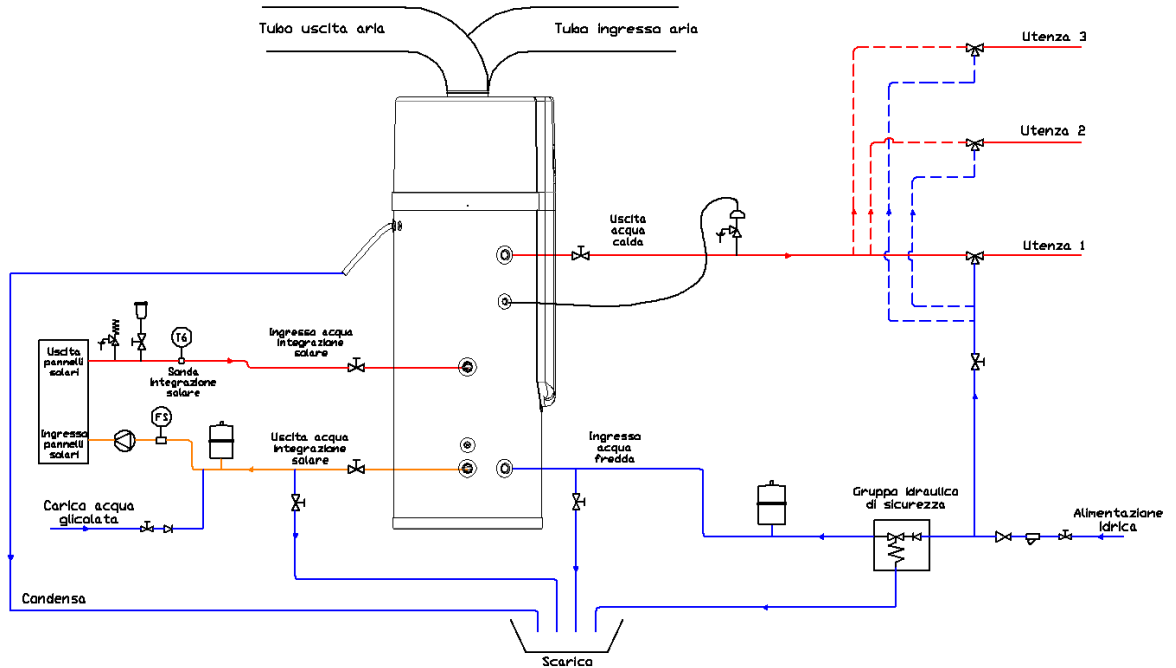 Tubo uscita aria
Tubo ingresso aria
Utenza 3
Utenza 2
Uscita
acqua
calda
Utenza 1
Ingresso acqua
integrazione
solare
T6
Uscita
pannelli
solari
Sonda
integrazione
solare
FS
Ingresso
pannelli
solari
Uscita acqua
integrazione
solare
Ingresso
acqua
fredda
Carica acqua
glicolata
Gruppo idraulico
di sicurezza
Alimentazione
idrica
Condensa
Scarico